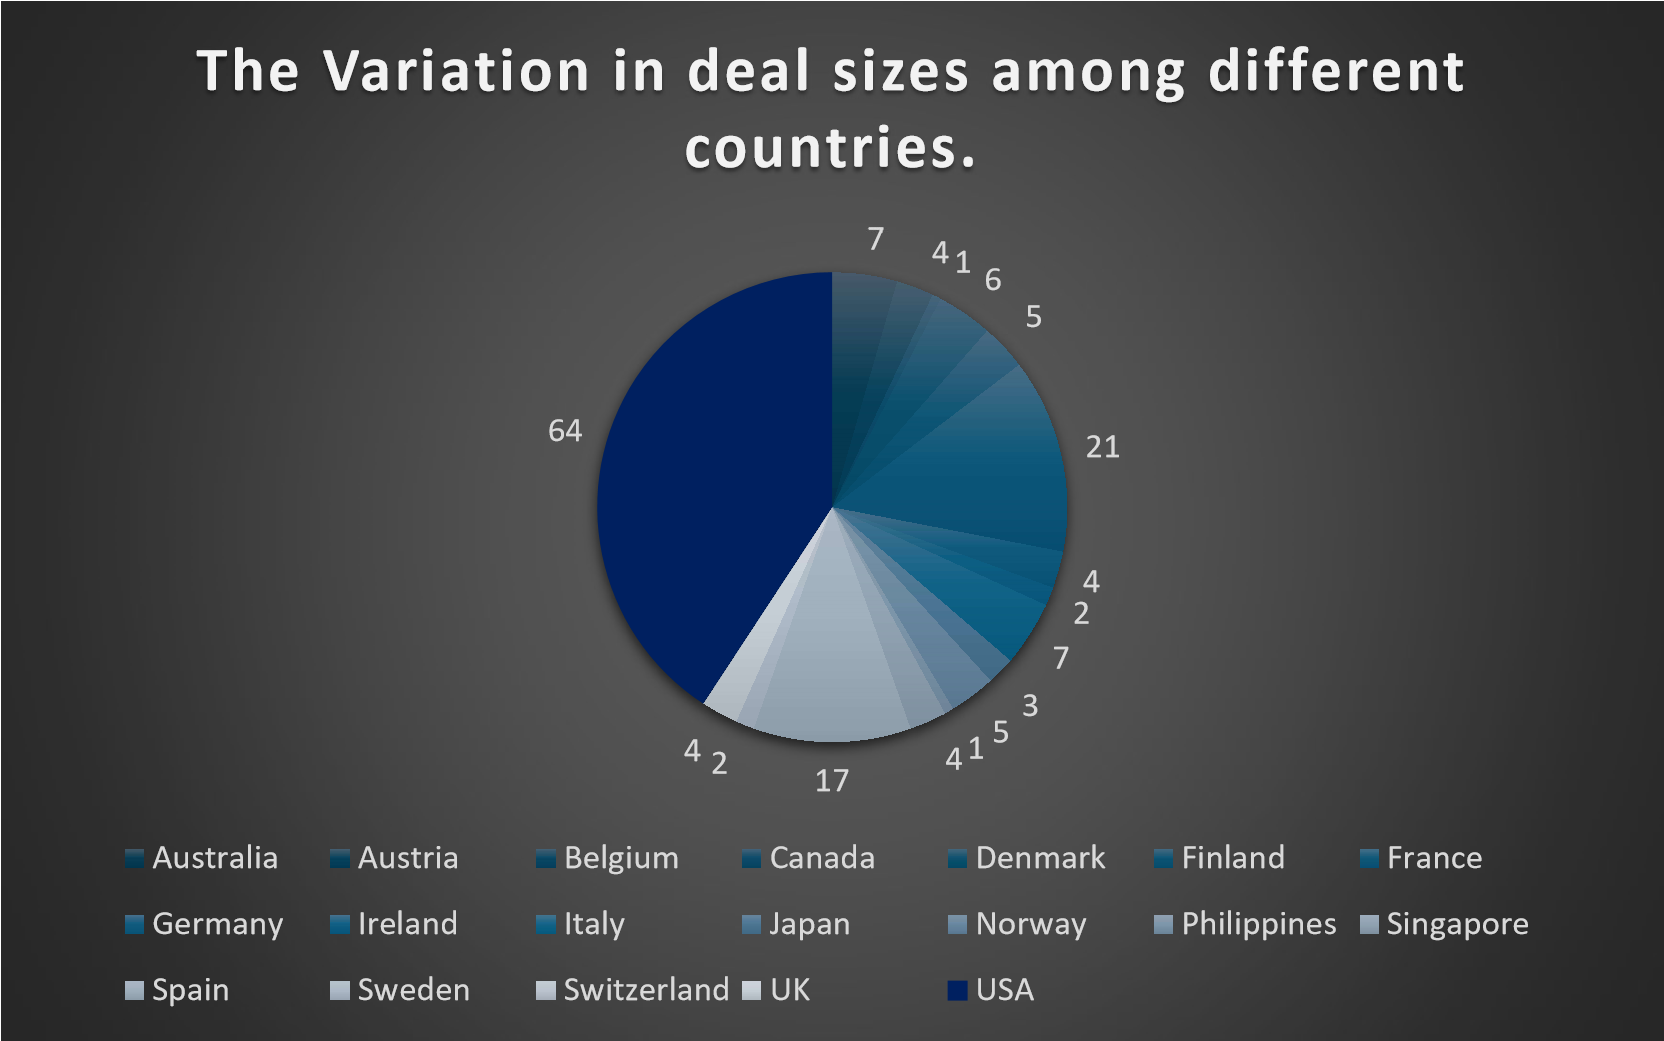 The Variation in deal sizes among different
countries.
7
4
1
6
5
21
4
2
7
3
5
1
4
17
2
4
64
Australia
Austria
Belgium
Canada
Denmark
Finland
France
Germany
Ireland
Italy
Japan
Norway
Philippines
Singapore
Spain
Sweden
Switzerland
UK
USA